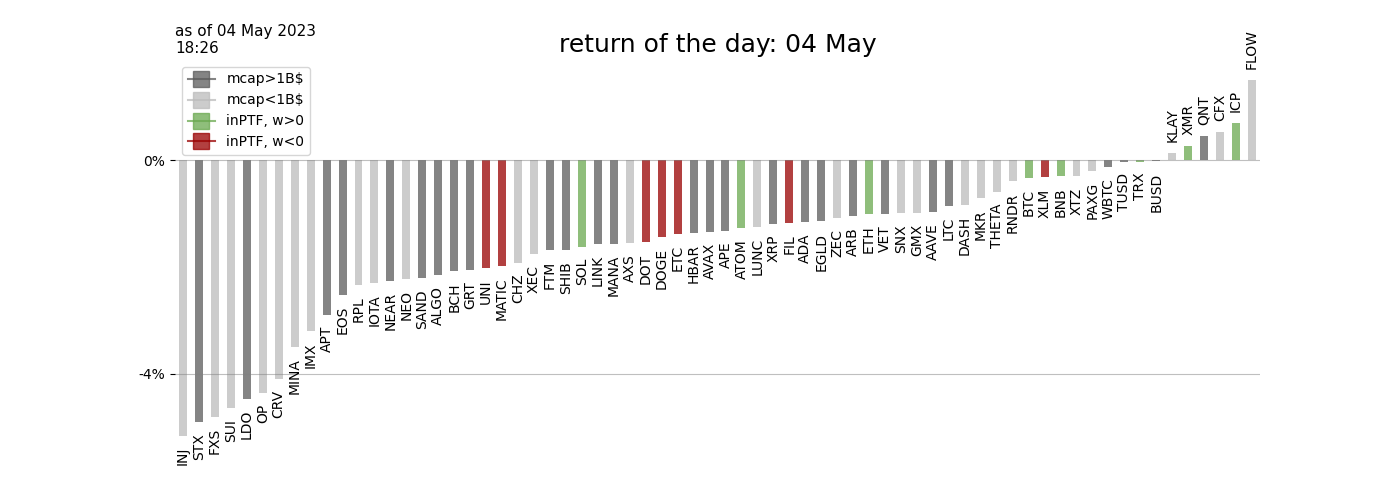 as of 04 May 2023
18:26
return of the day: 04 May
mcap>1B$
mcap<1B$
inPTF, w>0
inPTF, w<0
0%
-4%
INJ
STX
FXS
SUI
LDO
OP
CRV
MINA
IMX
APT
EOS
RPL
IOTA
NEAR
NEO
SAND
ALGO
BCH
GRT
UNI
MATIC
CHZ
XEC
FTM
SHIB
SOL
LINK
MANA
AXS
DOT
DOGE
ETC
HBAR
AVAX
APE
ATOM
LUNC
XRP
FIL
ADA
EGLD
ZEC
ARB
ETH
VET
SNX
GMX
AAVE
LTC
DASH
MKR
THETA
RNDR
BTC
XLM
BNB
XTZ
PAXG
WBTC
TUSD
TRX
BUSD
KLAY
XMR
QNT
CFX
ICP
FLOW